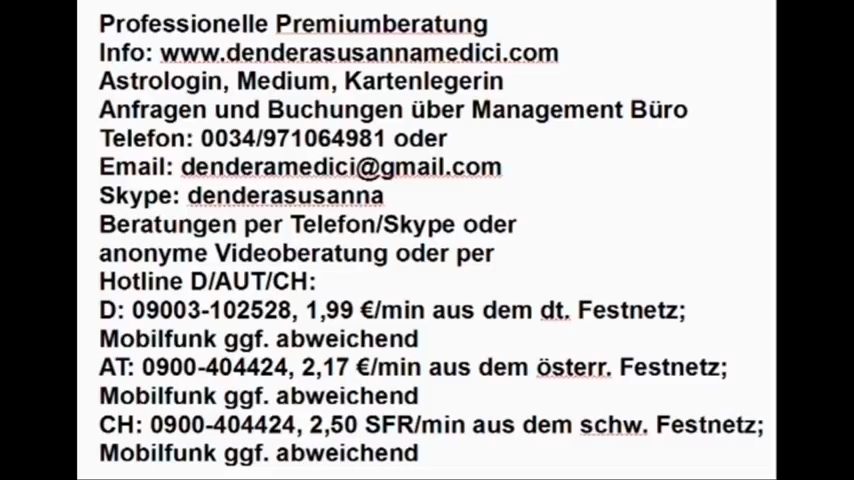 Professionelle Premiumberatung
Info: www.denderasusannamedici.com
Astrologin, Medium, Kartenlegerin
Anfragen und Buchungen über Management Büro
Telefon: 0034/971064981 oder
Email: denderamedici@gmail.com
Skype: denderasusanna
Beratungen per Telefon/Skype oder
anonyme Videoberatung oder per
Hotline D/AUT/CH:
D: 09003-102528, 1,99 €/min aus dem dt. Festnetz;
Mobilfunk ggf. abweichend
AT: 0900-404424, 2,17 €/min aus dem österr. Festnetz;
Mobilfunk ggf. abweichend
CH: 0900-404424, 2,50 SFR/min aus dem schw. Festnetz;
Mobilfunk ggf. abweichend